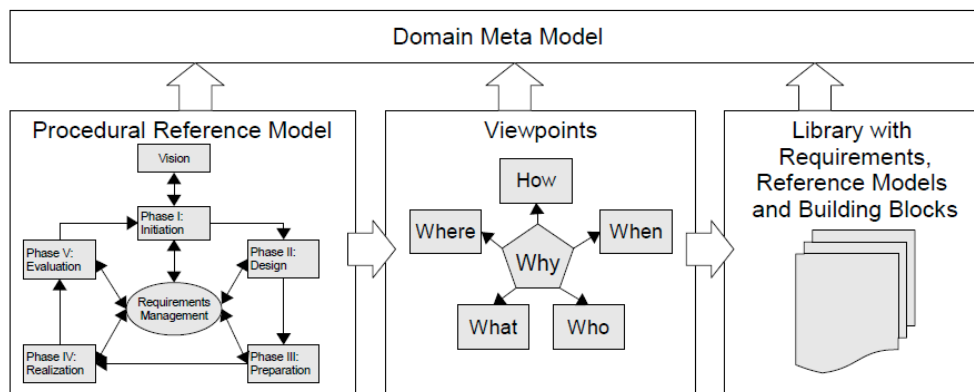 Domain Meta Model
Procedural Reference Model
Vision
Phase I:
Initiation
Phase V:
Evaluation
Phase II:
Design
Requirements
Management
Phase IV:
Realization
Phase III:
Preparation
Viewpoints
How
Where
When
Why
What
Who
Library with
Requirements,
Reference Models
and Building Blocks